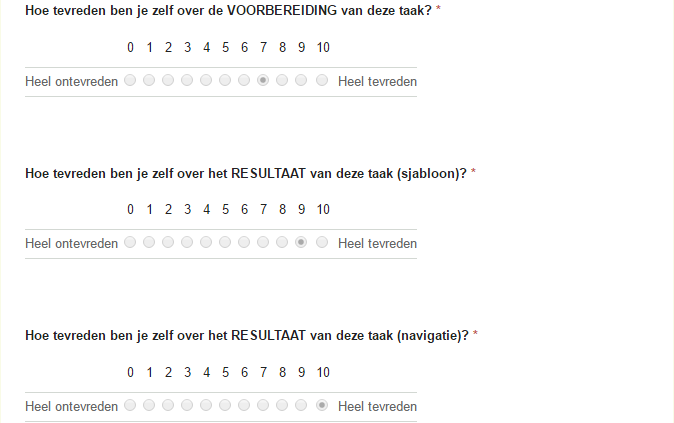 Hoe tevreden ben je zelf over de VOORBEREIDING van deze taak? *
0 1 2 3 4 5 6 7 8 9 10
Heel ontevreden Heel tevreden
Hoe tevreden ben je zelf over het RESULTAAT van deze taak (sjabloon)? *
0 1 2 3 4 5 6 7 8 9 10
Heel ontevreden Heel tevreden
Hoe tevreden ben je zelf over het RESULTAAT van deze taak (navigatie)? *
0 1 2 3 4 5 6 7 8 9 10
Heel ontevreden Heel tevreden